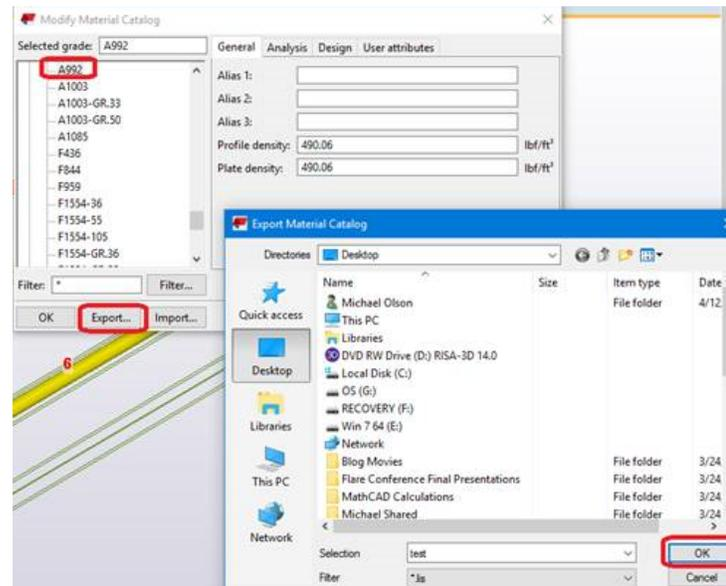 Modify Material Catalog
Selected grade: A992
General Analysis Design User attributes
A992
A1003
A1003-GR.33
A1003-GR.50
A1085
F436
F844
F959
F1554-36
F1554-55
F1554-105
F1554-GR.36
Alias 1:
Alias 2:
Alias 3:
Profile density: 490.06 lbf/ft³
Plate density: 490.06 lbf/ft³
Filter: * Filter...
OK Export... Import...
6
Export Material Catalog
Directories Desktop
Quick access
Desktop
Libraries
This PC
Network
Name Size Item type Date
Michael Olson File folder 4/12
This PC
Libraries
DVD RW Drive (D:) RISA-3D 14.0
Local Disk (C:)
OS (G:)
RECOVERY (F:)
Win 7 64 (E:)
Network
Blog Movies File folder 3/24
Flare Conference Final Presentations File folder 3/24
MathCAD Calculations File folder 3/24
Michael Shared File folder 3/24
Selection test OK
Filter *.lis Cancel